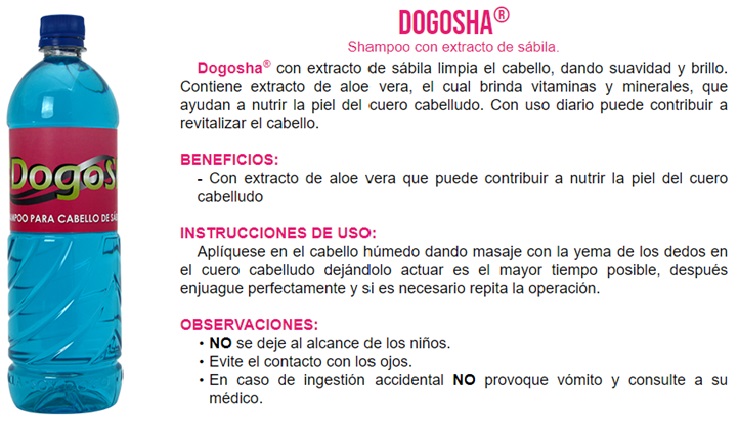 DOGOSHA®
Shampoo con extracto de sábila.
Dogosha® con extracto de sábila limpia el cabello, dando suavidad y brillo.
Contiene extracto de aloe vera, el cual brinda vitaminas y minerales, que
ayudan a nutrir la piel del cuero cabelludo. Con uso diario puede contribuir a
revitalizar el cabello.
BENEFICIOS:
- Con extracto de aloe vera que puede contribuir a nutrir la piel del cuero
cabelludo
INSTRUCCIONES DE USO:
Aplíquese en el cabello húmedo dando masaje con la yema de los dedos en
el cuero cabelludo dejándolo actuar es el mayor tiempo posible, después
enjuague perfectamente y si es necesario repita la operación.
OBSERVACIONES:
• NO se deje al alcance de los niños.
• Evite el contacto con los ojos.
• En caso de ingestión accidental NO provoque vómito y consulte a su
médico.
DogoS
MPOO PARA CABELLO DE SÁB